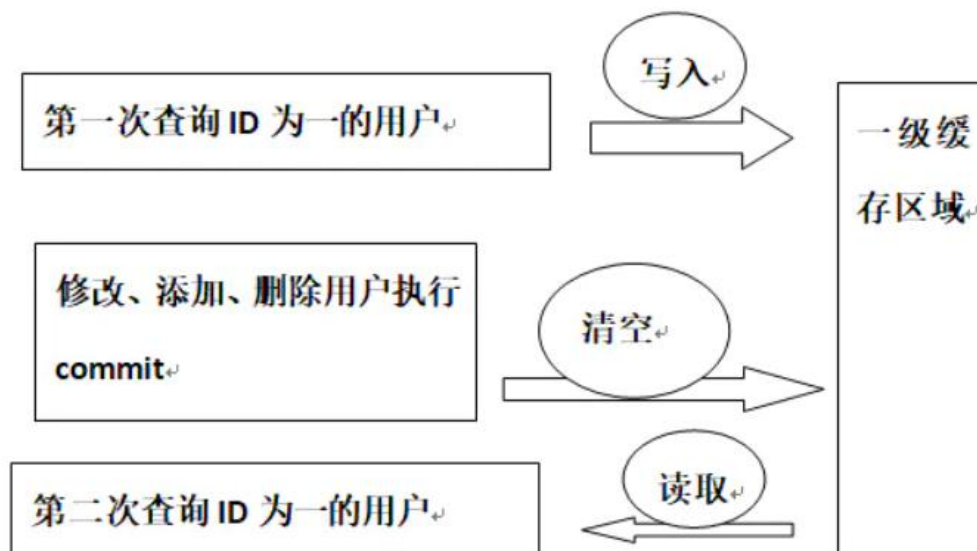 写入
第一次查询 ID 为一的用户
一级缓
存区域
修改、添加、删除用户执行
commit
清空
读取
第二次查询 ID 为一的用户